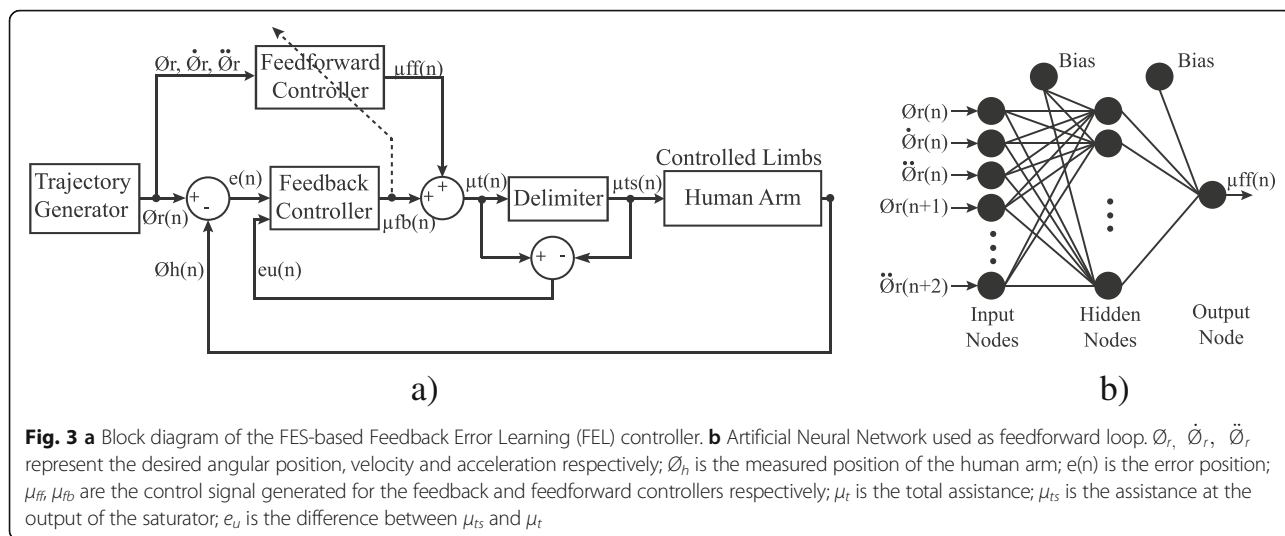 Ør, Ør, Ør
Feedforward
Controller
µff(n)
Trajectory
Generator
Ør(n)
+
-
e(n)
Feedback
Controller
µfb(n)
+
+
µt(n)
Delimiter
µts(n)
Controlled Limbs
Human Arm
Øh(n)
eu(n)
+ -
a)
Bias
Bias
Ør(n)
Ø̇r(n)
Ø̈r(n)
Ør(n+1)
Ø̈r(n+2)
µff(n)
Input
Nodes
Hidden
Nodes
Output
Node
b)
Fig. 3 a Block diagram of the FES-based Feedback Error Learning (FEL) controller. b Artificial Neural Network used as feedforward loop. Ør, Ø̇r, Ø̈r
represent the desired angular position, velocity and acceleration respectively; Øh is the measured position of the human arm; e(n) is the error position;
μff, μfb are the control signal generated for the feedback and feedforward controllers respectively; μt is the total assistance; μts is the assistance at the
output of the saturator; eu is the difference between μts and μt